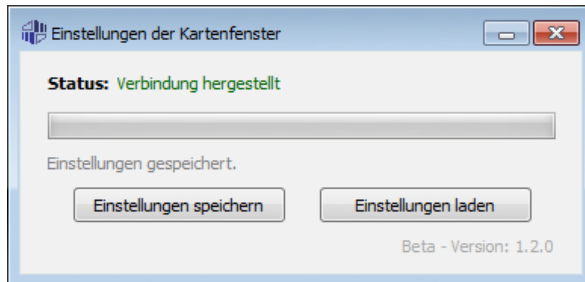 Einstellungen der Kartenfenster
Status: Verbindung hergestellt
Einstellungen gespeichert.
Einstellungen speichern Einstellungen laden
Beta - Version: 1.2.0